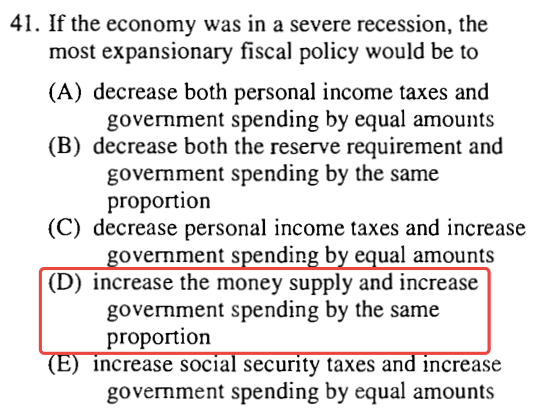 41. If the economy was in a severe recession, the
most expansionary fiscal policy would be to
(A) decrease both personal income taxes and
government spending by equal amounts
(B) decrease both the reserve requirement and
government spending by the same
proportion
(C) decrease personal income taxes and increase
government spending by equal amounts
(D) increase the money supply and increase
government spending by the same
proportion
(E) increase social security taxes and increase
government spending by equal amounts